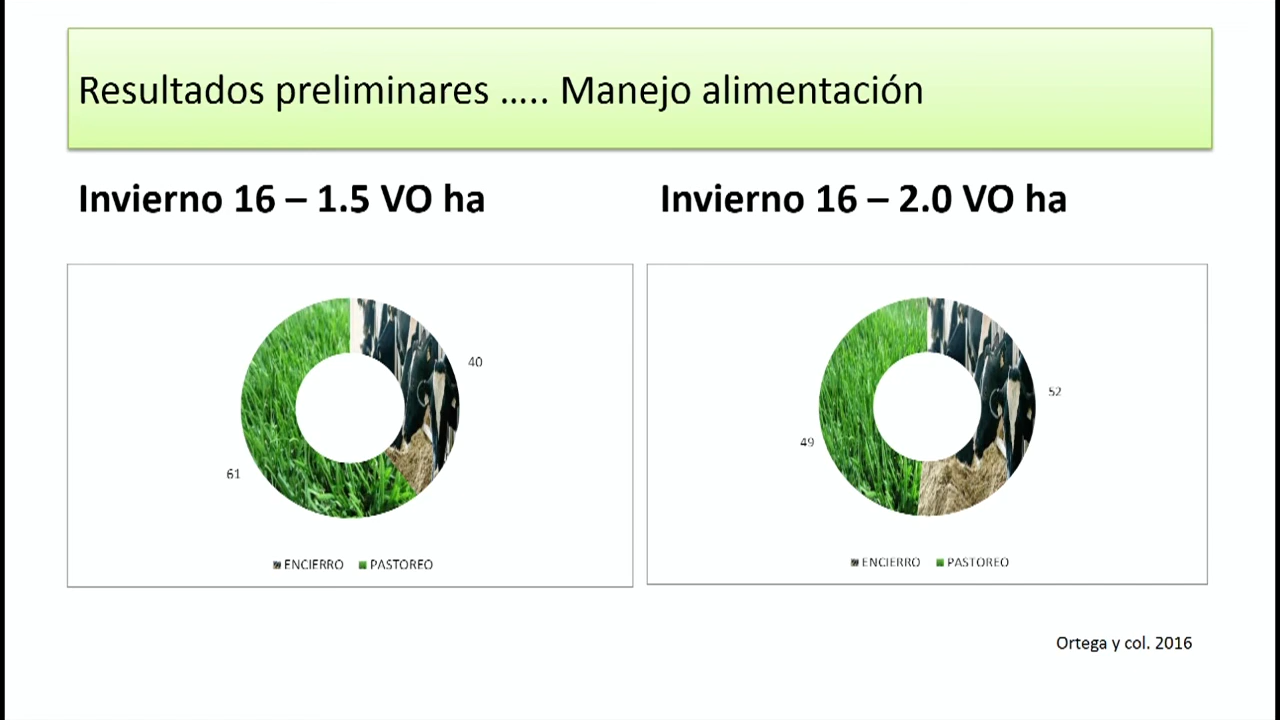 Resultados preliminares ..... Manejo alimentación
Invierno 16 – 1.5 VO ha
Invierno 16 – 2.0 VO ha
40
61
ENCIERRO PASTOREO
52
49
ENCIERRO PASTOREO
Ortega y col. 2016